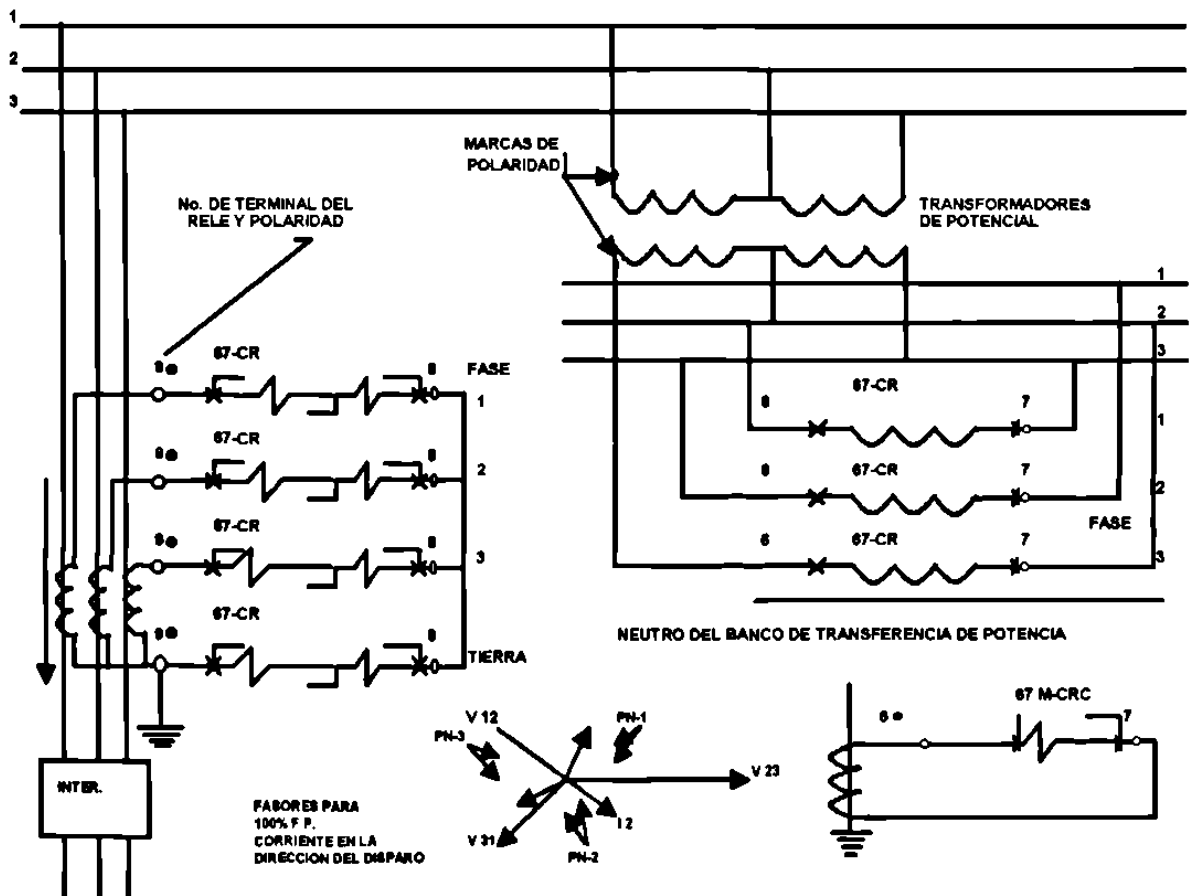 1
2
3
MARCAS DE
POLARIDAD
No. DE TERMINAL DEL
RELE Y POLARIDAD
TRANSFORMADORES
DE POTENCIAL
1
2
3
67-CR
FASE
1
67-CR
8
2
67-CR
8
3
67-CR
8
TIERRA
67-CR
7
1
67-CR
7
2
FASE
6
67-CR
7
3
NEUTRO DEL BANCO DE TRANSFERENCIA DE POTENCIA
67 M-CRC
6
7
V 12
PN-1
PN-3
V 23
I 2
V 31
PN-2
INTER.
FASORES PARA
100% F P.
CORRIENTE EN LA
DIRECCION DEL DISPARO